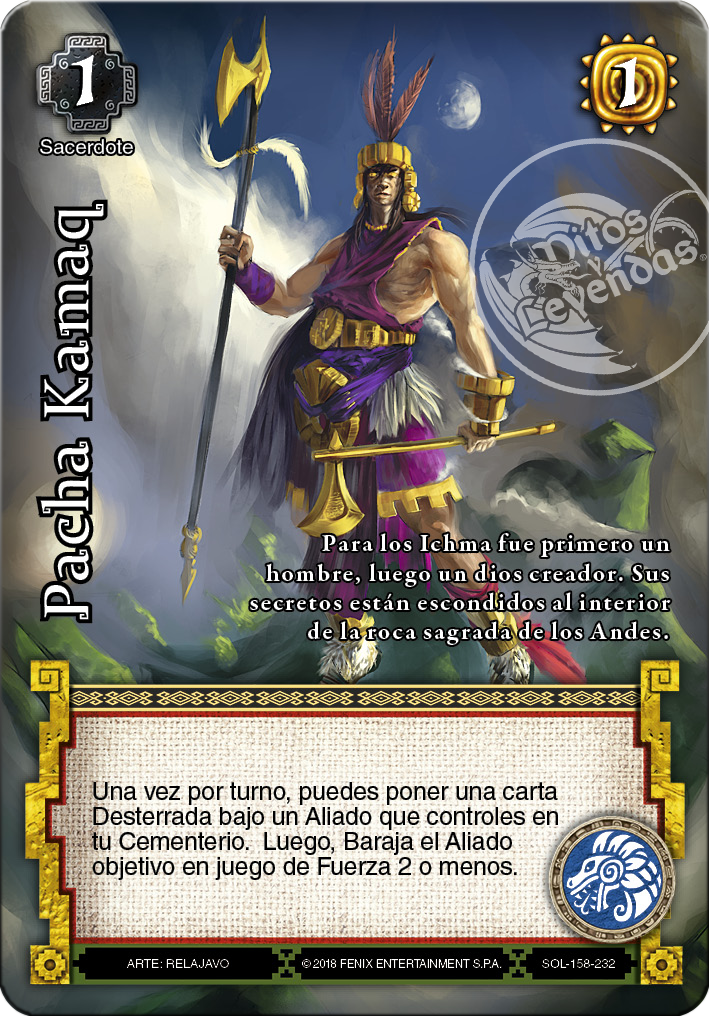 1
Sacerdote
1
Mitos
y
Leyendas
Pacha Kamaq
Para los Ichma fue primero un
hombre, luego un dios creador. Sus
secretos están escondidos al interior
de la roca sagrada de los Andes.
Una vez por turno, puedes poner una carta
Desterrada bajo un Aliado que controles en
tu Cementerio.  Luego, Baraja el Aliado
objetivo en juego de Fuerza 2 o menos.
ARTE: RELAJAVO
©2018 FENIX ENTERTAINMENT S.P.A.
SOL-158-232